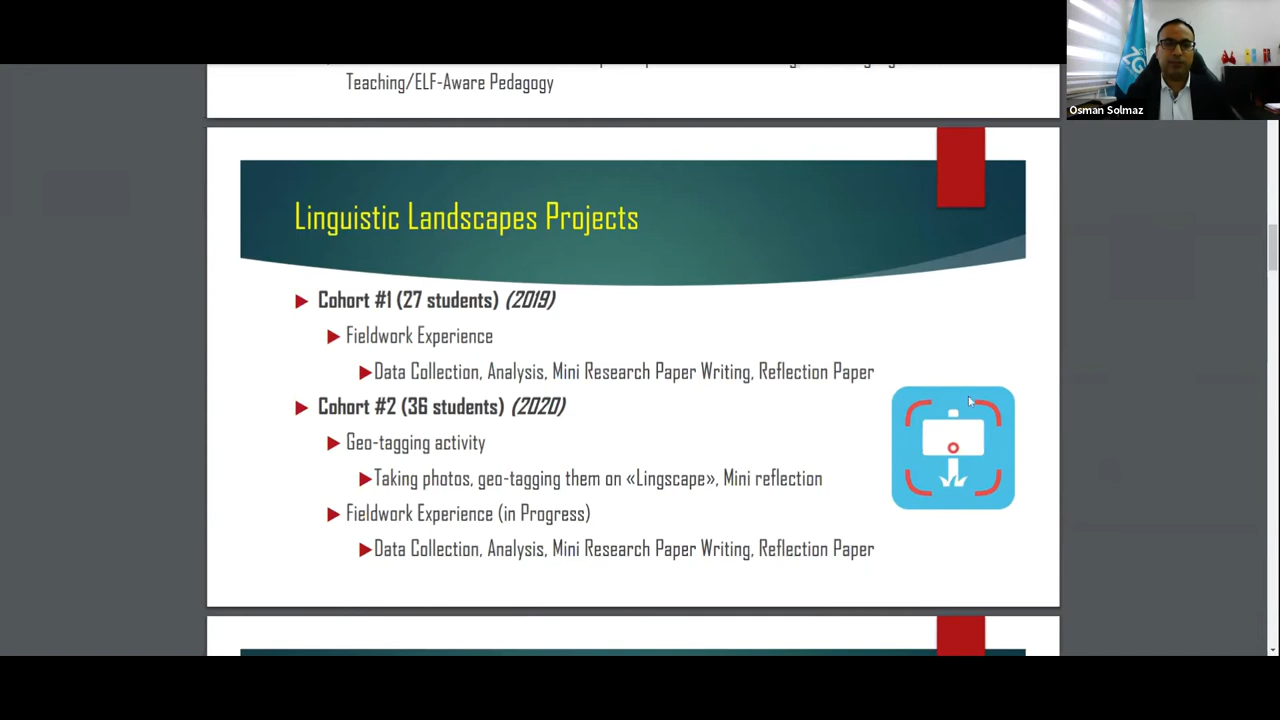 Osman Solmaz
Teaching/ELF-Aware Pedagogy
Linguistic Landscapes Projects
Cohort #1 (27 students) (2019)
Fieldwork Experience
Data Collection, Analysis, Mini Research Paper Writing, Reflection Paper
Cohort #2 (36 students) (2020)
Geo-tagging activity
Taking photos, geo-tagging them on «Lingscape», Mini reflection
Fieldwork Experience (in Progress)
Data Collection, Analysis, Mini Research Paper Writing, Reflection Paper